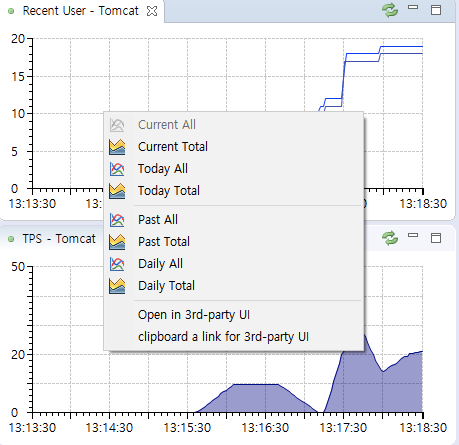 Recent User - Tomcat
20
15
10
5
0
13:13:30
13:18:30
Current All
Current Total
Today All
Today Total
Past All
Past Total
Daily All
Daily Total
Open in 3rd-party UI
clipboard a link for 3rd-party UI
TPS - Tomcat
50
20
0
13:13:30
13:14:30
13:15:30
13:16:30
13:17:30
13:18:30